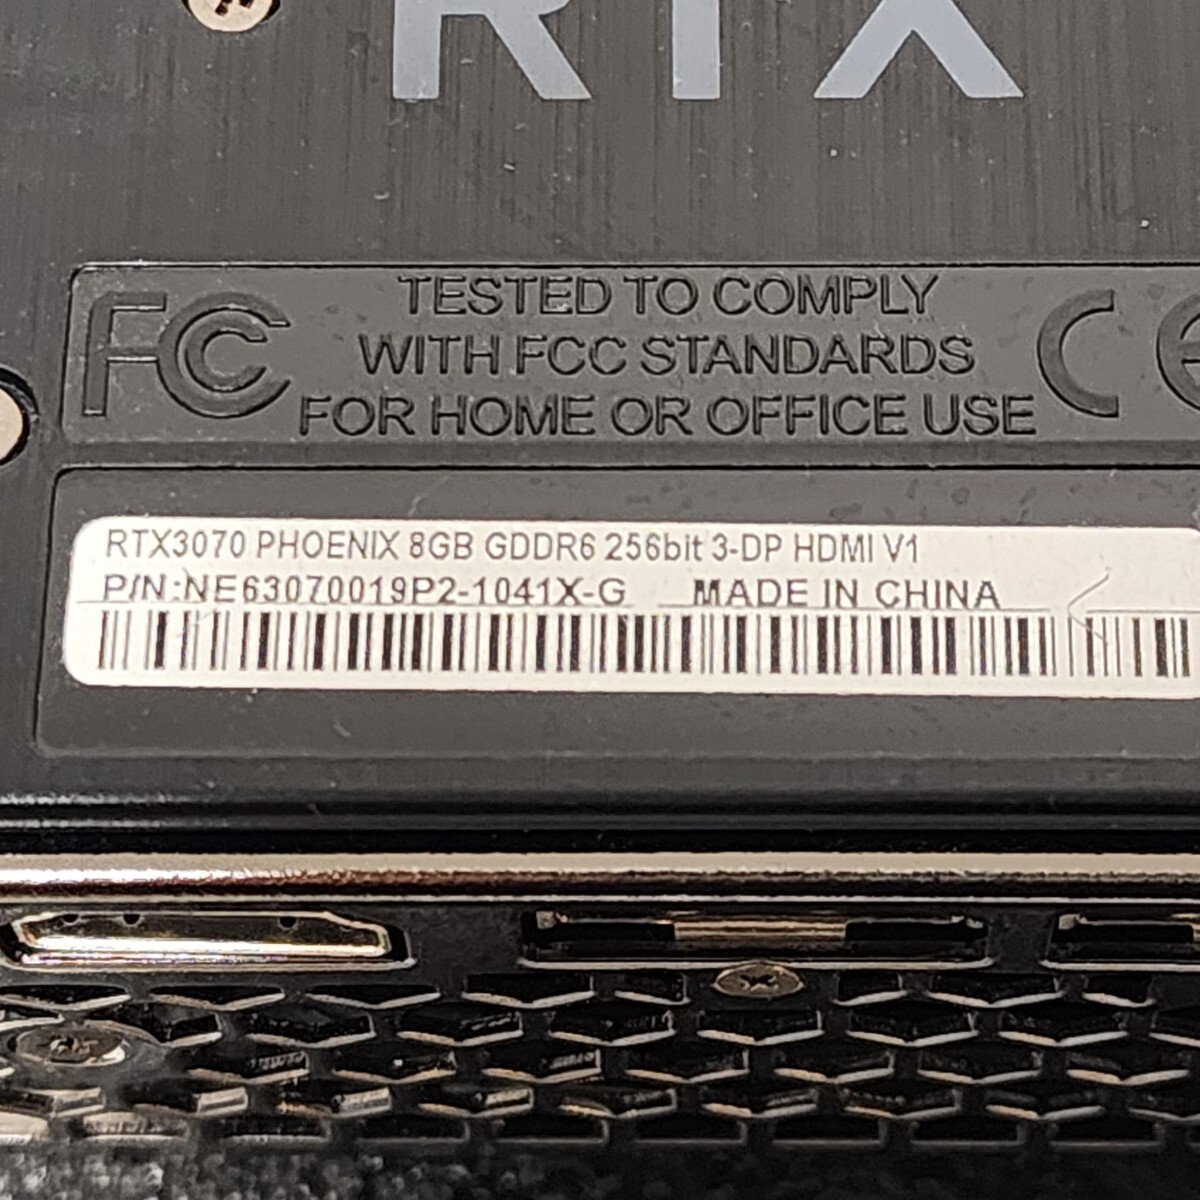 RTX
FC
TESTED TO COMPLY
WITH FCC STANDARDS
FOR HOME OR OFFICE USE
CE
RTX3070 PHOENIX 8GB GDDR6 256bit 3-DP HDMI V1
P/N:NE63070019P2-1041X-G MADE IN CHINA